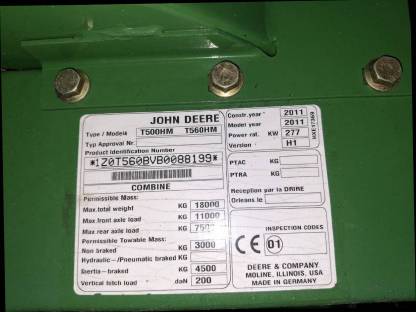 JOHN DEERE
Type / Models T500HM T560HM
Typ Approval Nr.
Product Identification Number
*1Z0T560BVB0088199*
COMBINE
Permissible Mass:
Max total weight KG 18000
Max front axle load KG 11000
Max rear axle load KG 7500
Permissible Towable Mass:
Non braked KG 3000
Hydraulic-/Pneumatic braked KG
Inertia-braked KG 4500
Vertical hitch load daN 200
Constr. year 2011
Model year 2011
Power rat. KW 277
Version H1
HXE17369
PTAC KG
PTRA KG
Réception par la DRIRE
Orleans le
INSPECTION CODES
CE 01
DEERE & COMPANY
MOLINE, ILLINOIS, USA
MADE IN GERMANY